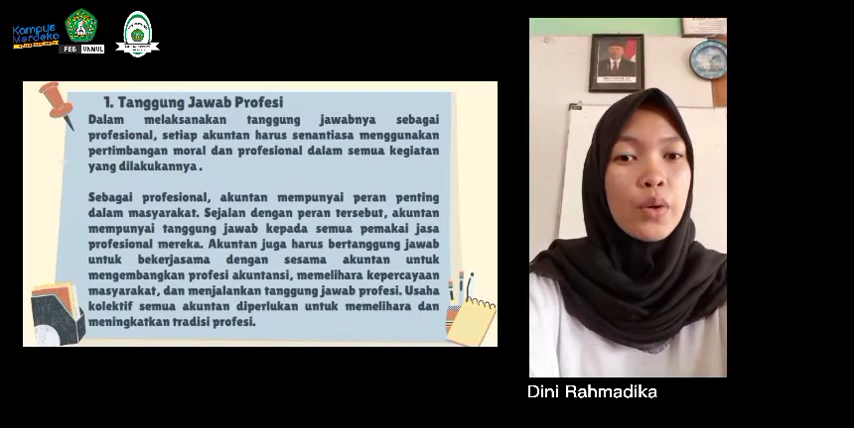 Kampus
Merdeka
FEB UNMUL
1. Tanggung Jawab Profesi
Dalam melaksanakan tanggung jawabnya sebagai
profesional, setiap akuntan harus senantiasa menggunakan
pertimbangan moral dan profesional dalam semua kegiatan
yang dilakukannya .
Sebagai profesional, akuntan mempunyai peran penting
dalam masyarakat. Sejalan dengan peran tersebut, akuntan
mempunyai tanggung jawab kepada semua pemakai jasa
profesional mereka. Akuntan juga harus bertanggung jawab
untuk bekerjasama dengan sesama akuntan untuk
mengembangkan profesi akuntansi, memelihara kepercayaan
masyarakat, dan menjalankan tanggung jawab profesi. Usaha
kolektif semua akuntan diperlukan untuk memelihara dan
meningkatkan tradisi profesi.
Dini Rahmadika